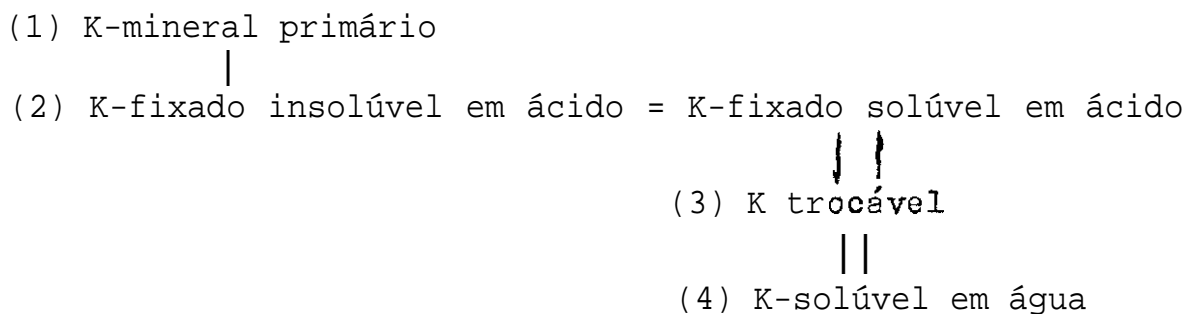 (1) K-mineral primário
(2) K-fixado insolúvel em ácido = K-fixado solúvel em ácido
(3) K trocável
(4) K-solúvel em água